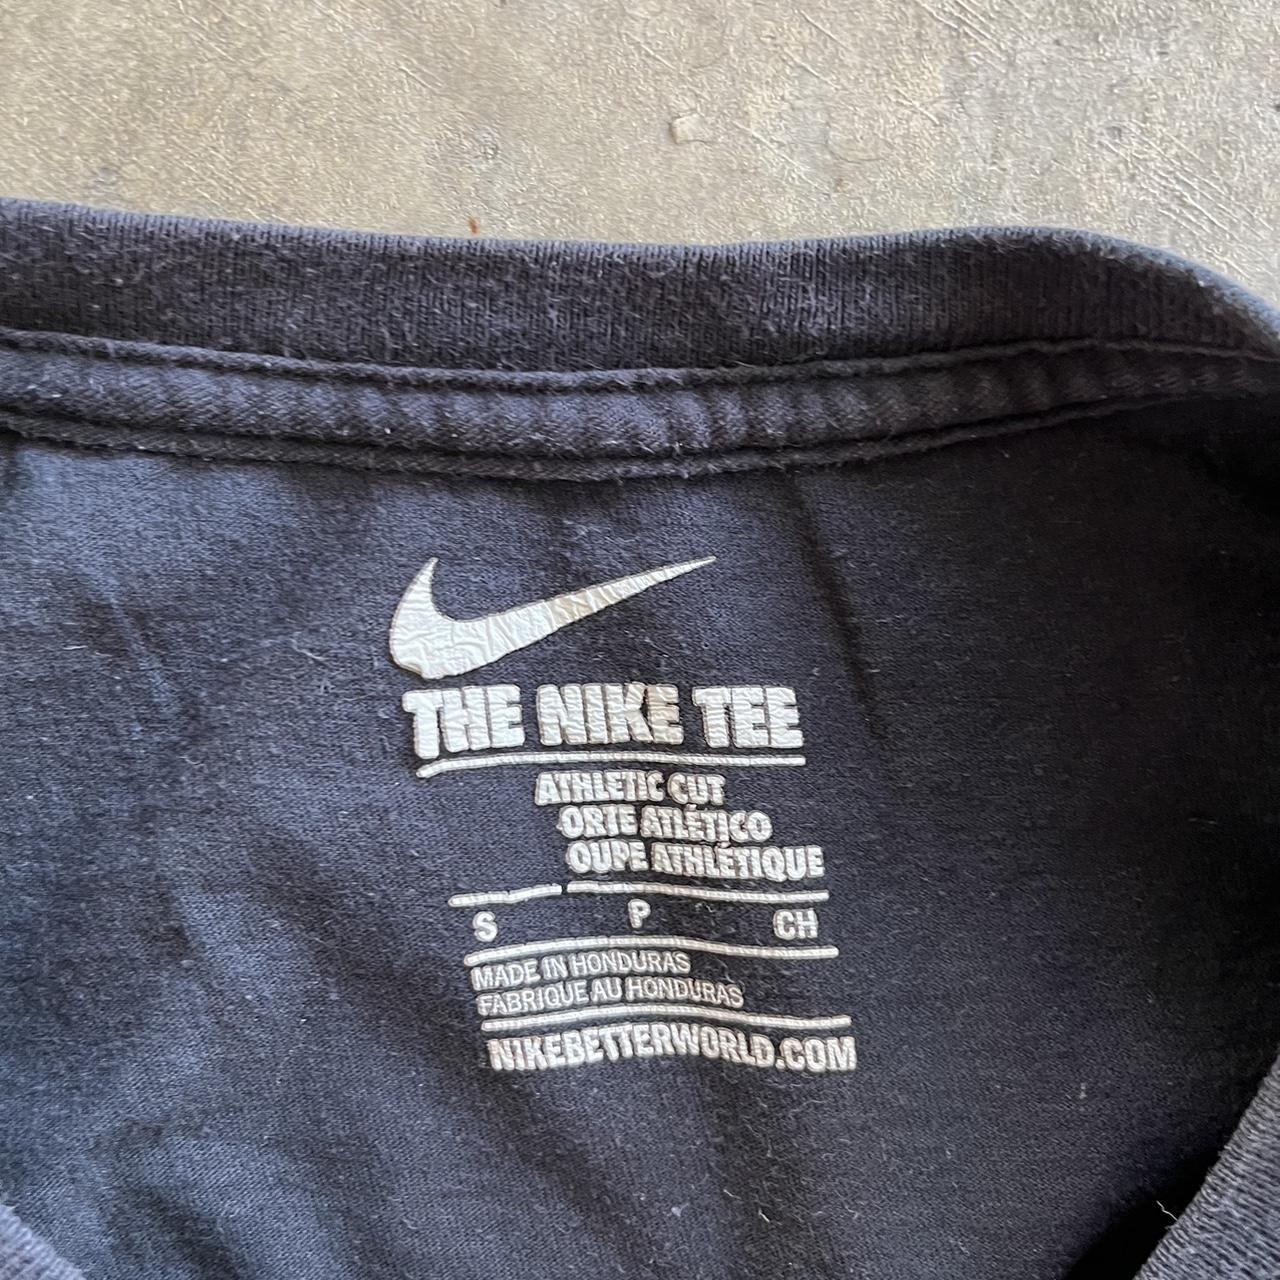 THE NIKE TEE
ATHLETIC CUT
ORTE ATLÉTICO
OUPE ATHLÉTIQUE
S P CH
MADE IN HONDURAS
FABRIQUE AU HONDURAS
NIKEBETTERWORLD.COM